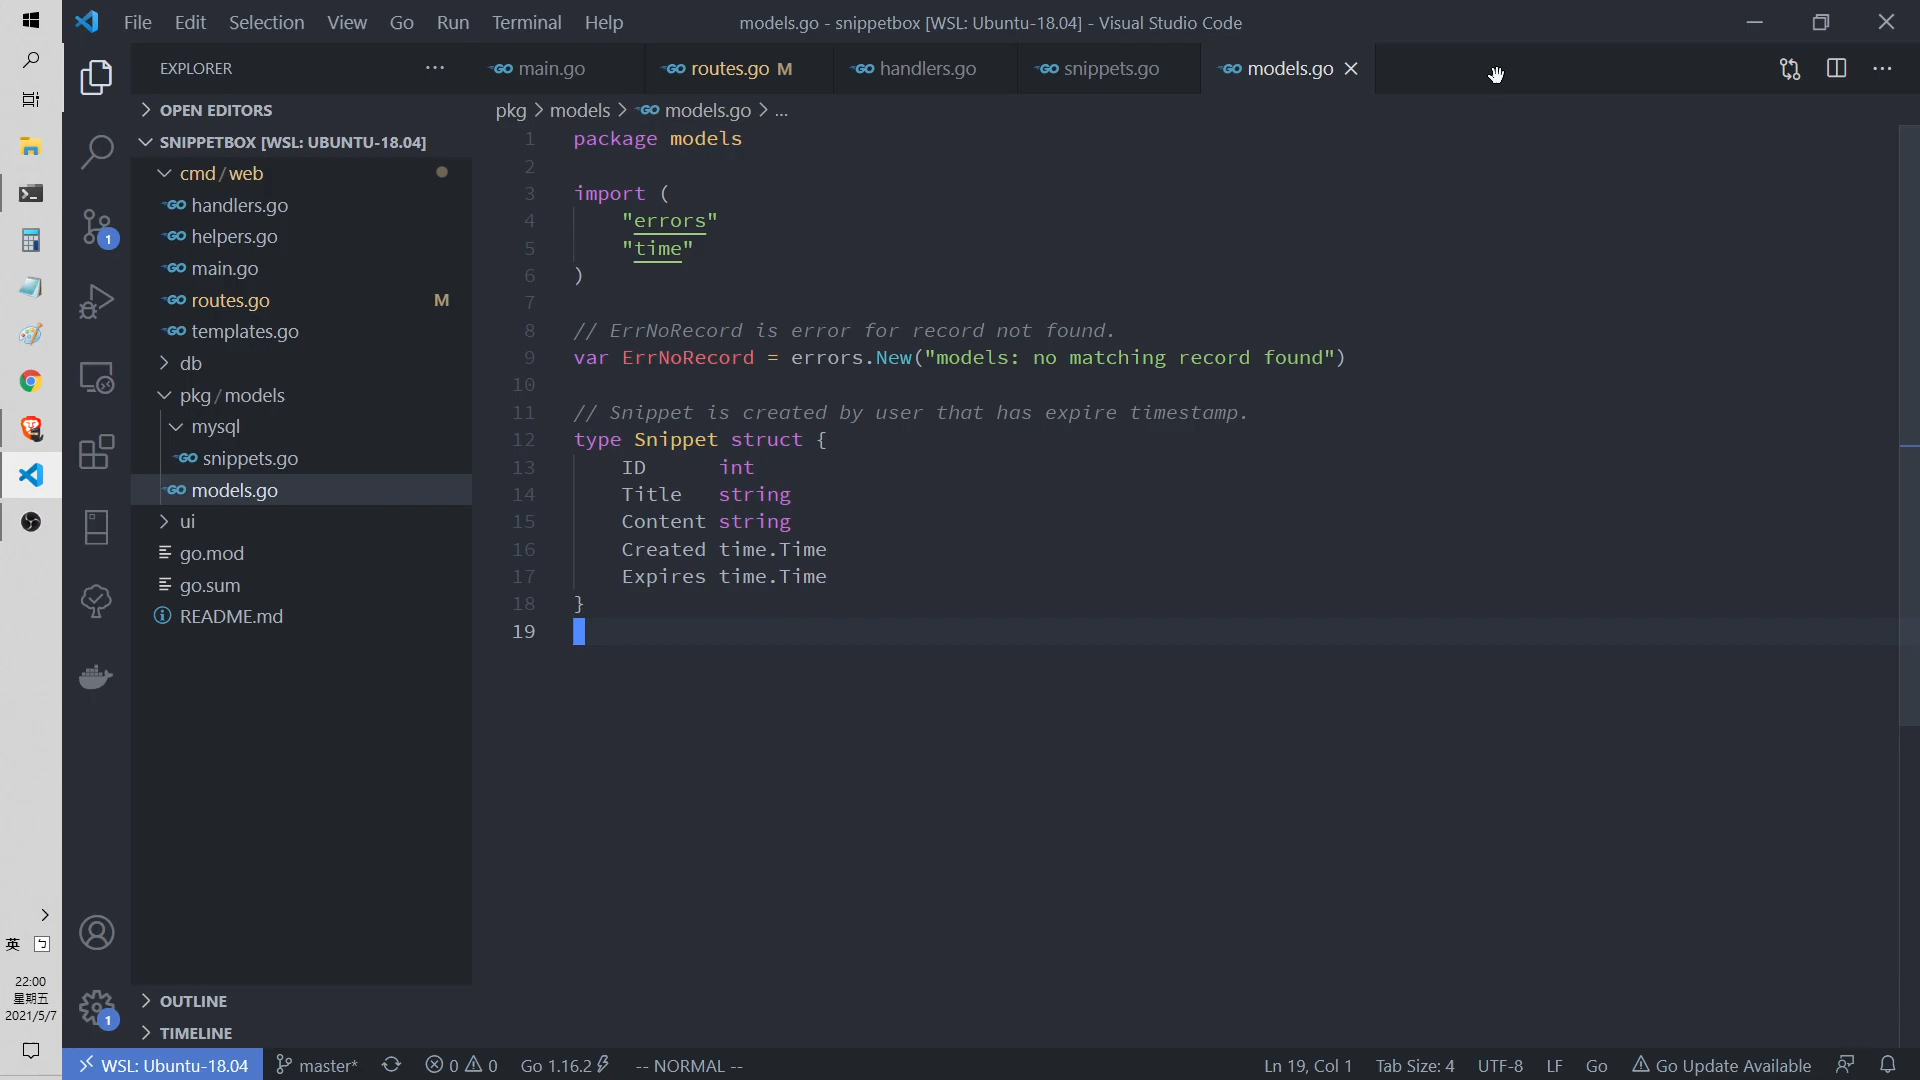 File Edit Selection View Go Run Terminal Help
models.go - snippetbox [WSL: Ubuntu-18.04] - Visual Studio Code
EXPLORER
main.go
routes.go M
handlers.go
snippets.go
models.go
OPEN EDITORS
SNIPPETBOX [WSL: UBUNTU-18.04]
cmd/web
handlers.go
helpers.go
main.go
routes.go M
templates.go
db
pkg/models
mysql
snippets.go
models.go
ui
go.mod
go.sum
README.md
OUTLINE
TIMELINE
pkg > models > GO models.go > ...
1 package models
2
3 import (
4 "errors"
5 "time"
6 )
7
8 // ErrNoRecord is error for record not found.
9 var ErrNoRecord = errors.New("models: no matching record found")
10
11 // Snippet is created by user that has expire timestamp.
12 type Snippet struct {
13 ID int
14 Title string
15 Content string
16 Created time.Time
17 Expires time.Time
18 }
19
1
1
英 ㄅ
22:00
星期五
2021/5/7
WSL: Ubuntu-18.04 master* 0 0 Go 1.16.2 -- NORMAL -- Ln 19, Col 1 Tab Size: 4 UTF-8 LF Go Go Update Available